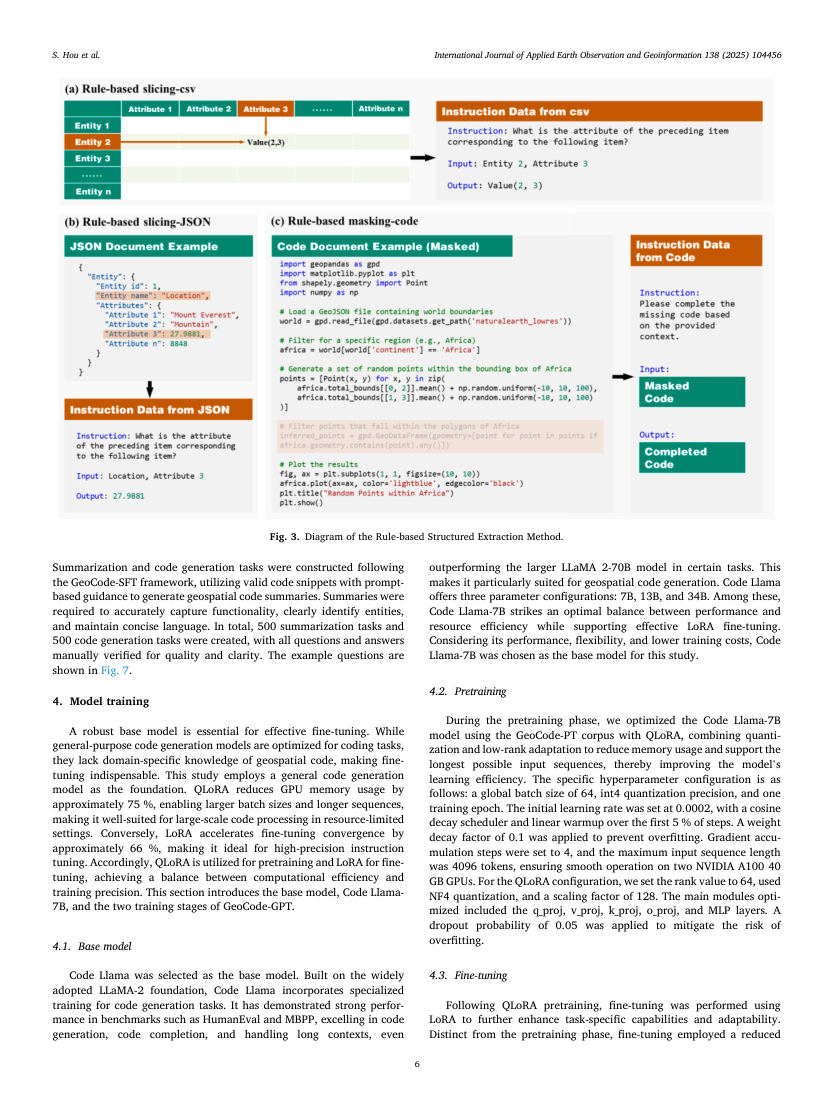 S. Hou et al.
International Journal of Applied Earth Observation and Geoinformation 138 (2025) 104456
(a) Rule-based slicing-csv
Attribute 1 Attribute 2 Attribute 3 ...... Attribute n
Entity 1
Entity 2 Value(2,3)
Entity 3
......
Entity n
Instruction Data from csv
Instruction: What is the attribute of the preceding item
corresponding to the following item?
Input: Entity 2, Attribute 3
Output: Value(2, 3)
(b) Rule-based slicing-JSON
JSON Document Example
{
"Entity": {
"Entity id": 1,
"Entity name": "Location",
"Attributes": {
"Attribute 1": "Mount Everest",
"Attribute 2": "Mountain",
"Attribute 3": 27.9881,
"Attribute n": 8848
}
}
}
Instruction Data from JSON
Instruction: What is the attribute
of the preceding item corresponding
to the following item?
Input: Location, Attribute 3
Output: 27.9881
(c) Rule-based masking-code
Code Document Example (Masked)
import geopandas as gpd
import matplotlib.pyplot as plt
from shapely.geometry import Point
import numpy as np
# Load a GeoJSON file containing world boundaries
world = gpd.read_file(gpd.datasets.get_path('naturalearth_lowres'))
# Filter for a specific region (e.g., Africa)
africa = world[world['continent'] == 'Africa']
# Generate a set of random points within the bounding box of Africa
points = [Point(x, y) for x, y in zip(
africa.total_bounds[[0, 2]].mean() + np.random.uniform(-10, 10, 100),
africa.total_bounds[[1, 3]].mean() + np.random.uniform(-10, 10, 100)
)]
# Filter points that fall within the polygons of Africa
inferred_points = gpd.GeoDataFrame(geometry=[point for point in points if
africa.geometry.contains(point).any()])
# Plot the results
fig, ax = plt.subplots(1, 1, figsize=(10, 10))
africa.plot(ax=ax, color='lightblue', edgecolor='black')
plt.title("Random Points within Africa")
plt.show()
Instruction Data
from Code
Instruction:
Please complete the
missing code based
on the provided
context.
Input:
Masked
Code
Output:
Completed
Code
Fig. 3. Diagram of the Rule-based Structured Extraction Method.
Summarization and code generation tasks were constructed following
the GeoCode-SFT framework, utilizing valid code snippets with prompt-
based guidance to generate geospatial code summaries. Summaries were
required to accurately capture functionality, clearly identify entities,
and maintain concise language. In total, 500 summarization tasks and
500 code generation tasks were created, with all questions and answers
manually verified for quality and clarity. The example questions are
shown in Fig. 7.
4. Model training
A robust base model is essential for effective fine-tuning. While
general-purpose code generation models are optimized for coding tasks,
they lack domain-specific knowledge of geospatial code, making fine-
tuning indispensable. This study employs a general code generation
model as the foundation. QLoRA reduces GPU memory usage by
approximately 75 %, enabling larger batch sizes and longer sequences,
making it well-suited for large-scale code processing in resource-limited
settings. Conversely, LoRA accelerates fine-tuning convergence by
approximately 66 %, making it ideal for high-precision instruction
tuning. Accordingly, QLoRA is utilized for pretraining and LoRA for fine-
tuning, achieving a balance between computational efficiency and
training precision. This section introduces the base model, Code Llama-
7B, and the two training stages of GeoCode-GPT.
4.1. Base model
Code Llama was selected as the base model. Built on the widely
adopted LLaMA-2 foundation, Code Llama incorporates specialized
training for code generation tasks. It has demonstrated strong perfor-
mance in benchmarks such as HumanEval and MBPP, excelling in code
generation, code completion, and handling long contexts, even
outperforming the larger LLaMA 2-70B model in certain tasks. This
makes it particularly suited for geospatial code generation. Code Llama
offers three parameter configurations: 7B, 13B, and 34B. Among these,
Code Llama-7B strikes an optimal balance between performance and
resource efficiency while supporting effective LoRA fine-tuning.
Considering its performance, flexibility, and lower training costs, Code
Llama-7B was chosen as the base model for this study.
4.2. Pretraining
During the pretraining phase, we optimized the Code Llama-7B
model using the GeoCode-PT corpus with QLoRA, combining quanti-
zation and low-rank adaptation to reduce memory usage and support the
longest possible input sequences, thereby improving the model's
learning efficiency. The specific hyperparameter configuration is as
follows: a global batch size of 64, int4 quantization precision, and one
training epoch. The initial learning rate was set at 0.0002, with a cosine
decay scheduler and linear warmup over the first 5 % of steps. A weight
decay factor of 0.1 was applied to prevent overfitting. Gradient accu-
mulation steps were set to 4, and the maximum input sequence length
was 4096 tokens, ensuring smooth operation on two NVIDIA A100 40
GB GPUs. For the QLoRA configuration, we set the rank value to 64, used
NF4 quantization, and a scaling factor of 128. The main modules opti-
mized included the q_proj, v_proj, k_proj, o_proj, and MLP layers. A
dropout probability of 0.05 was applied to mitigate the risk of
overfitting.
4.3. Fine-tuning
Following QLoRA pretraining, fine-tuning was performed using
LoRA to further enhance task-specific capabilities and adaptability.
Distinct from the pretraining phase, fine-tuning employed a reduced
6